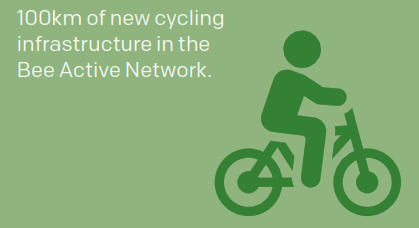 100km of new cycling
infrastructure in the
Bee Active Network.